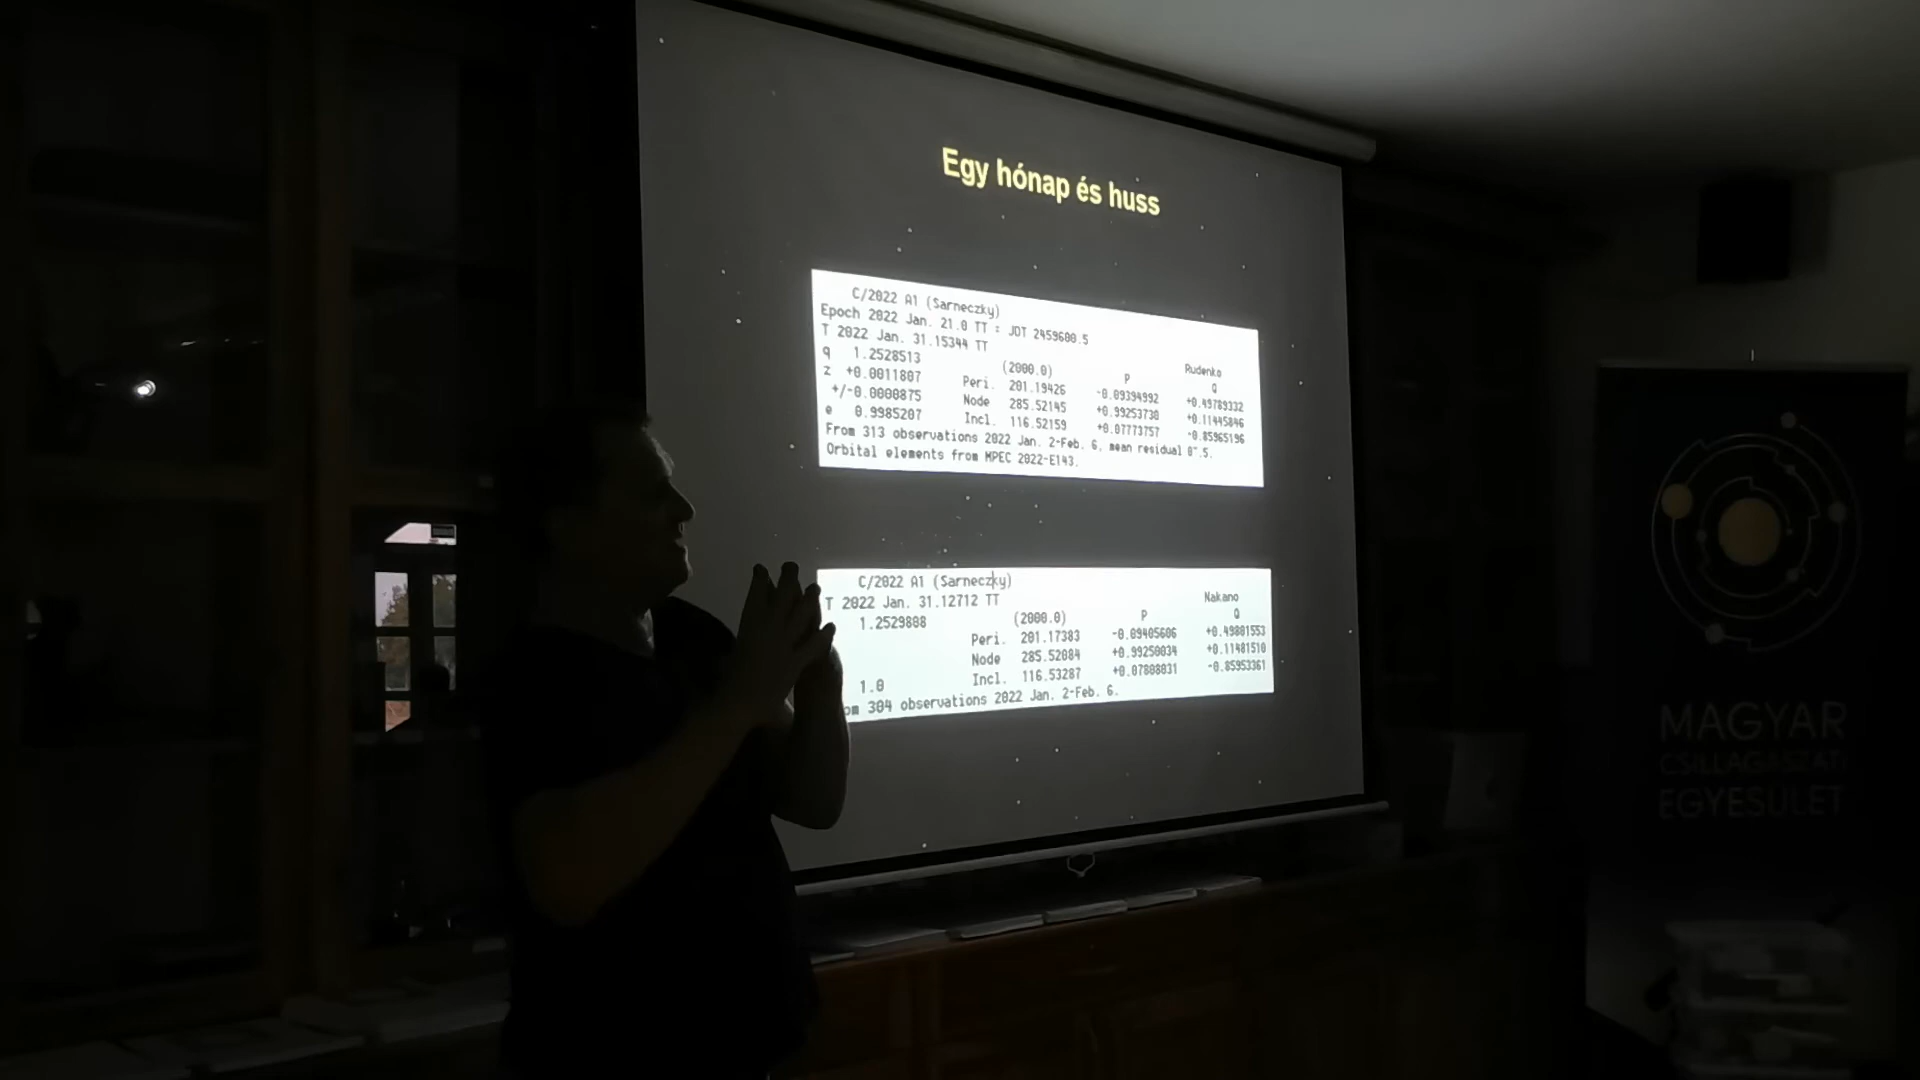 Egy hónap és huss
C/2022 A1 (Sarneczky)
Epoch 2022 Jan. 21.0 TT = JDT 2459600.5
T 2022 Jan. 31.15344 TT Rudenko
q 1.2528513 (2000.0) P Q
z +0.0011807 Peri. 201.19426 -0.09394992 +0.49789332
+/-0.0000875 Node 285.52145 +0.99253730 +0.11445846
e 0.9985207 Incl. 116.52159 +0.07773757 -0.85965196
From 313 observations 2022 Jan. 2-Feb. 6, mean residual 0".5.
Orbital elements from MPEC 2022-E143.
C/2022 A1 (Sarneczky)
T 2022 Jan. 31.12712 TT Nakano
1.2529808 (2000.0) P Q
Peri. 201.17383 -0.09405606 +0.49801553
Node 285.52084 +0.99250034 +0.11481510
1.0 Incl. 116.53287 +0.07808031 -0.85953361
om 304 observations 2022 Jan. 2-Feb. 6.
MAGYAR
CSILLAGÁSZATI
EGYESÜLET